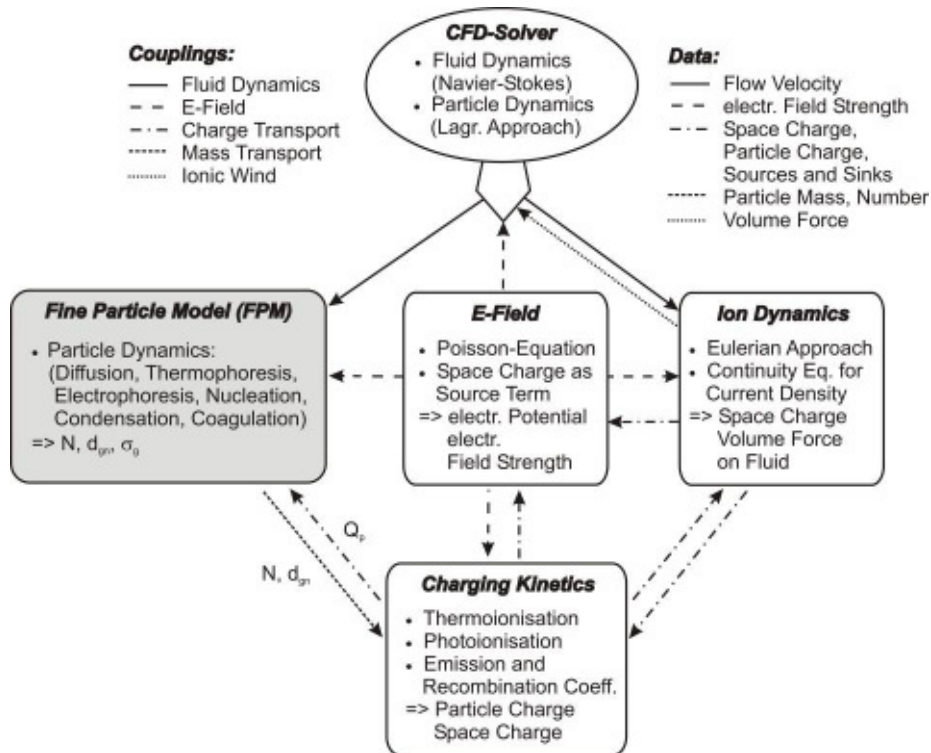 CFD-Solver
• Fluid Dynamics
(Navier-Stokes)
• Particle Dynamics
(Lagr. Approach)
Couplings:
Fluid Dynamics
E-Field
Charge Transport
Mass Transport
Ionic Wind
Data:
Flow Velocity
electr. Field Strength
Space Charge,
Particle Charge,
Sources and Sinks
Particle Mass, Number
Volume Force
Fine Particle Model (FPM)
• Particle Dynamics:
(Diffusion, Thermophoresis,
Electrophoresis, Nucleation,
Condensation, Coagulation)
=> N, dgn, σg
E-Field
• Poisson-Equation
• Space Charge as
Source Term
=> electr. Potential
electr.
Field Strength
Ion Dynamics
• Eulerian Approach
• Continuity Eq. for
Current Density
=> Space Charge
Volume Force
on Fluid
Qp
N, dgn
Charging Kinetics
• Thermoionisation
• Photoionisation
• Emission and
Recombination Coeff.
=> Particle Charge
Space Charge